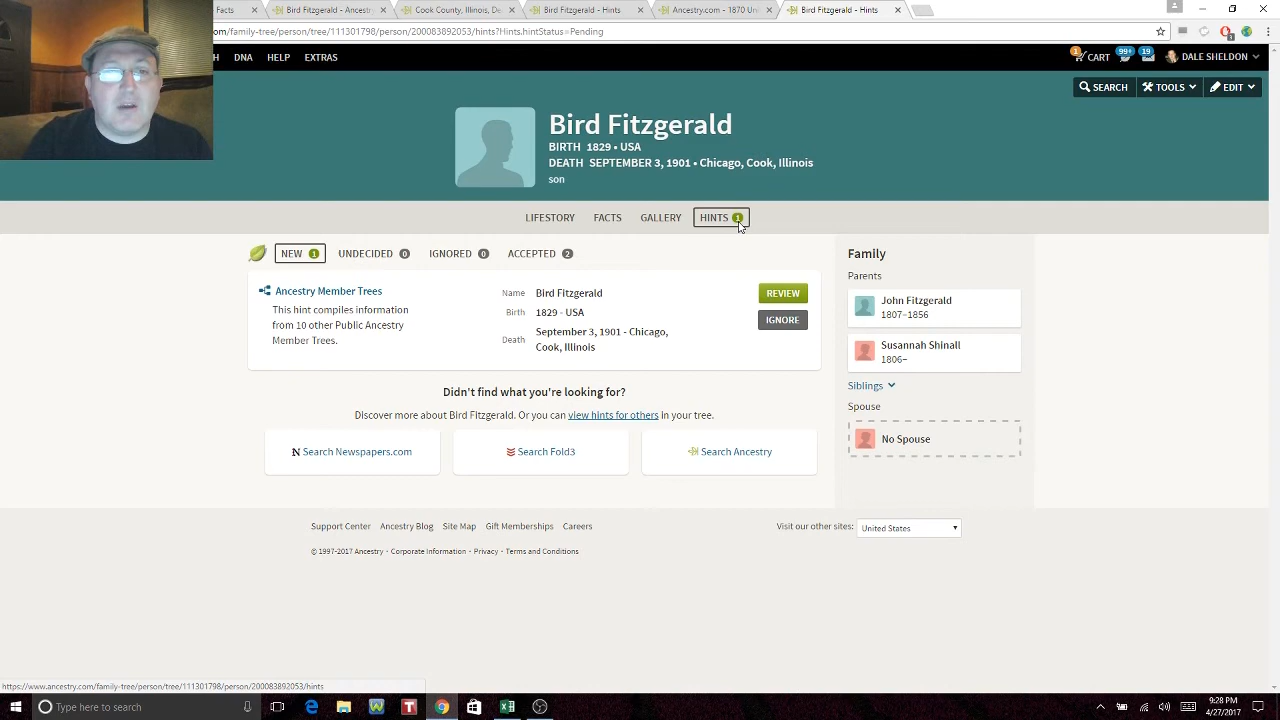 Facts
Bird Fitzgerald - Ancestry
Cook County, Illinois, De
Bird Fitzgerald - Hints
Ancestry.com - 1870 Un
Bird Fitzgerald - Hints
com/family-tree/person/tree/111301798/person/200083892053/hints?Hints.hintStatus=Pending
H DNA HELP EXTRAS
1 CART 99+ 19 DALE SHELDON
SEARCH TOOLS EDIT
Bird Fitzgerald
BIRTH 1829 • USA
DEATH SEPTEMBER 3, 1901 • Chicago, Cook, Illinois
son
LIFESTORY FACTS GALLERY HINTS 1
NEW 1 UNDECIDED 0 IGNORED 0 ACCEPTED 2
Ancestry Member Trees
This hint compiles information
from 10 other Public Ancestry
Member Trees.
Name Bird Fitzgerald
Birth 1829 - USA
Death September 3, 1901 - Chicago,
Cook, Illinois
REVIEW
IGNORE
Didn't find what you're looking for?
Discover more about Bird Fitzgerald. Or you can view hints for others in your tree.
N Search Newspapers.com
Search Fold3
Search Ancestry
Family
Parents
John Fitzgerald
1807–1856
Susannah Shinall
1806–
Siblings
Spouse
No Spouse
Support Center Ancestry Blog Site Map Gift Memberships Careers
Visit our other sites: United States
© 1997-2017 Ancestry • Corporate Information • Privacy • Terms and Conditions
https://www.ancestry.com/family-tree/person/tree/111301798/person/200083892053/hints
Type here to search
9:28 PM
4/27/2017